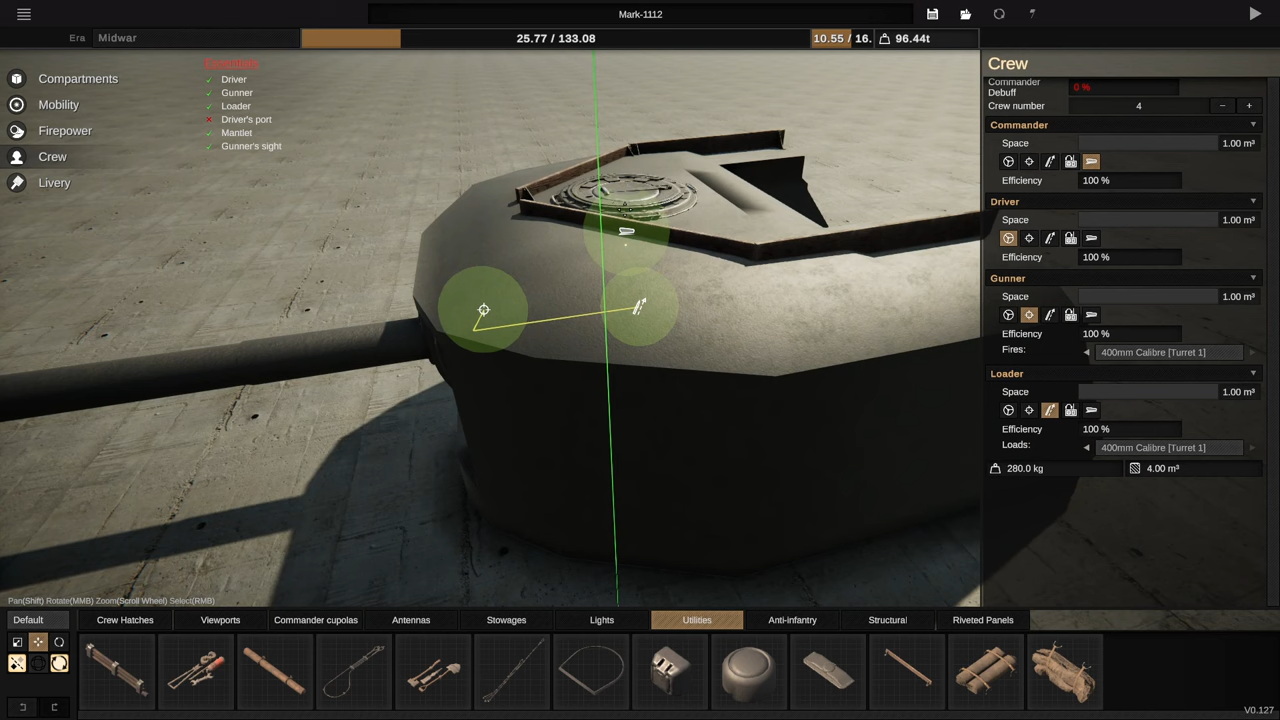 Mark-1112
Era
Midwar
25.77 / 133.08
10.55 / 16.
96.44t
Compartments
Mobility
Firepower
Crew
Livery
Essentials
Driver
Gunner
Loader
Driver's port
Mantlet
Gunner's sight
Crew
Commander
Debuff
0 %
Crew number
4
Commander
Space
1.00 m³
Efficiency
100 %
Driver
Space
1.00 m³
Efficiency
100 %
Gunner
Space
1.00 m³
Efficiency
100 %
Fires:
400mm Calibre [Turret 1]
Loader
Space
1.00 m³
Efficiency
100 %
Loads:
400mm Calibre [Turret 1]
280.0 kg
4.00 m³
Pan(Shift) Rotate(MMB) Zoom(Scroll Wheel) Select(RMB)
Default
Crew Hatches
Viewports
Commander cupolas
Antennas
Stowages
Lights
Utilities
Anti-infantry
Structural
Riveted Panels
V0.127